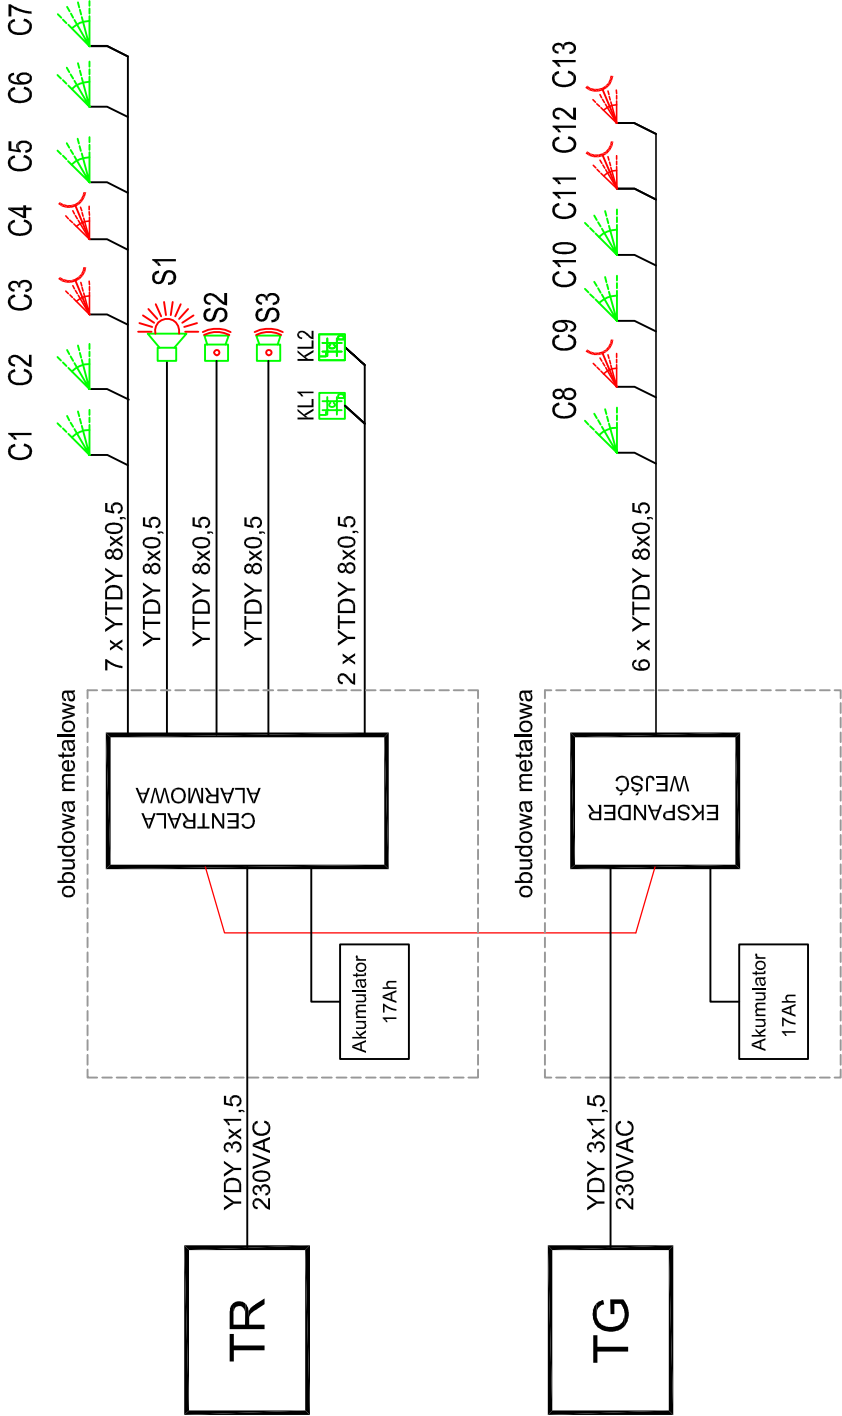 C1
C2
C3
C4
C5
C6
C7
S1
S2
S3
KL1
KL2
7 x YTDY 8x0,5
YTDY 8x0,5
YTDY 8x0,5
YTDY 8x0,5
2 x YTDY 8x0,5
obudowa metalowa
CENTRALA
ALARMOWA
Akumulator
17Ah
YDY 3x1,5
230VAC
TR
C8
C9
C10
C11
C12
C13
6 x YTDY 8x0,5
obudowa metalowa
EKSPANDER
WEJŚĆ
Akumulator
17Ah
YDY 3x1,5
230VAC
TG